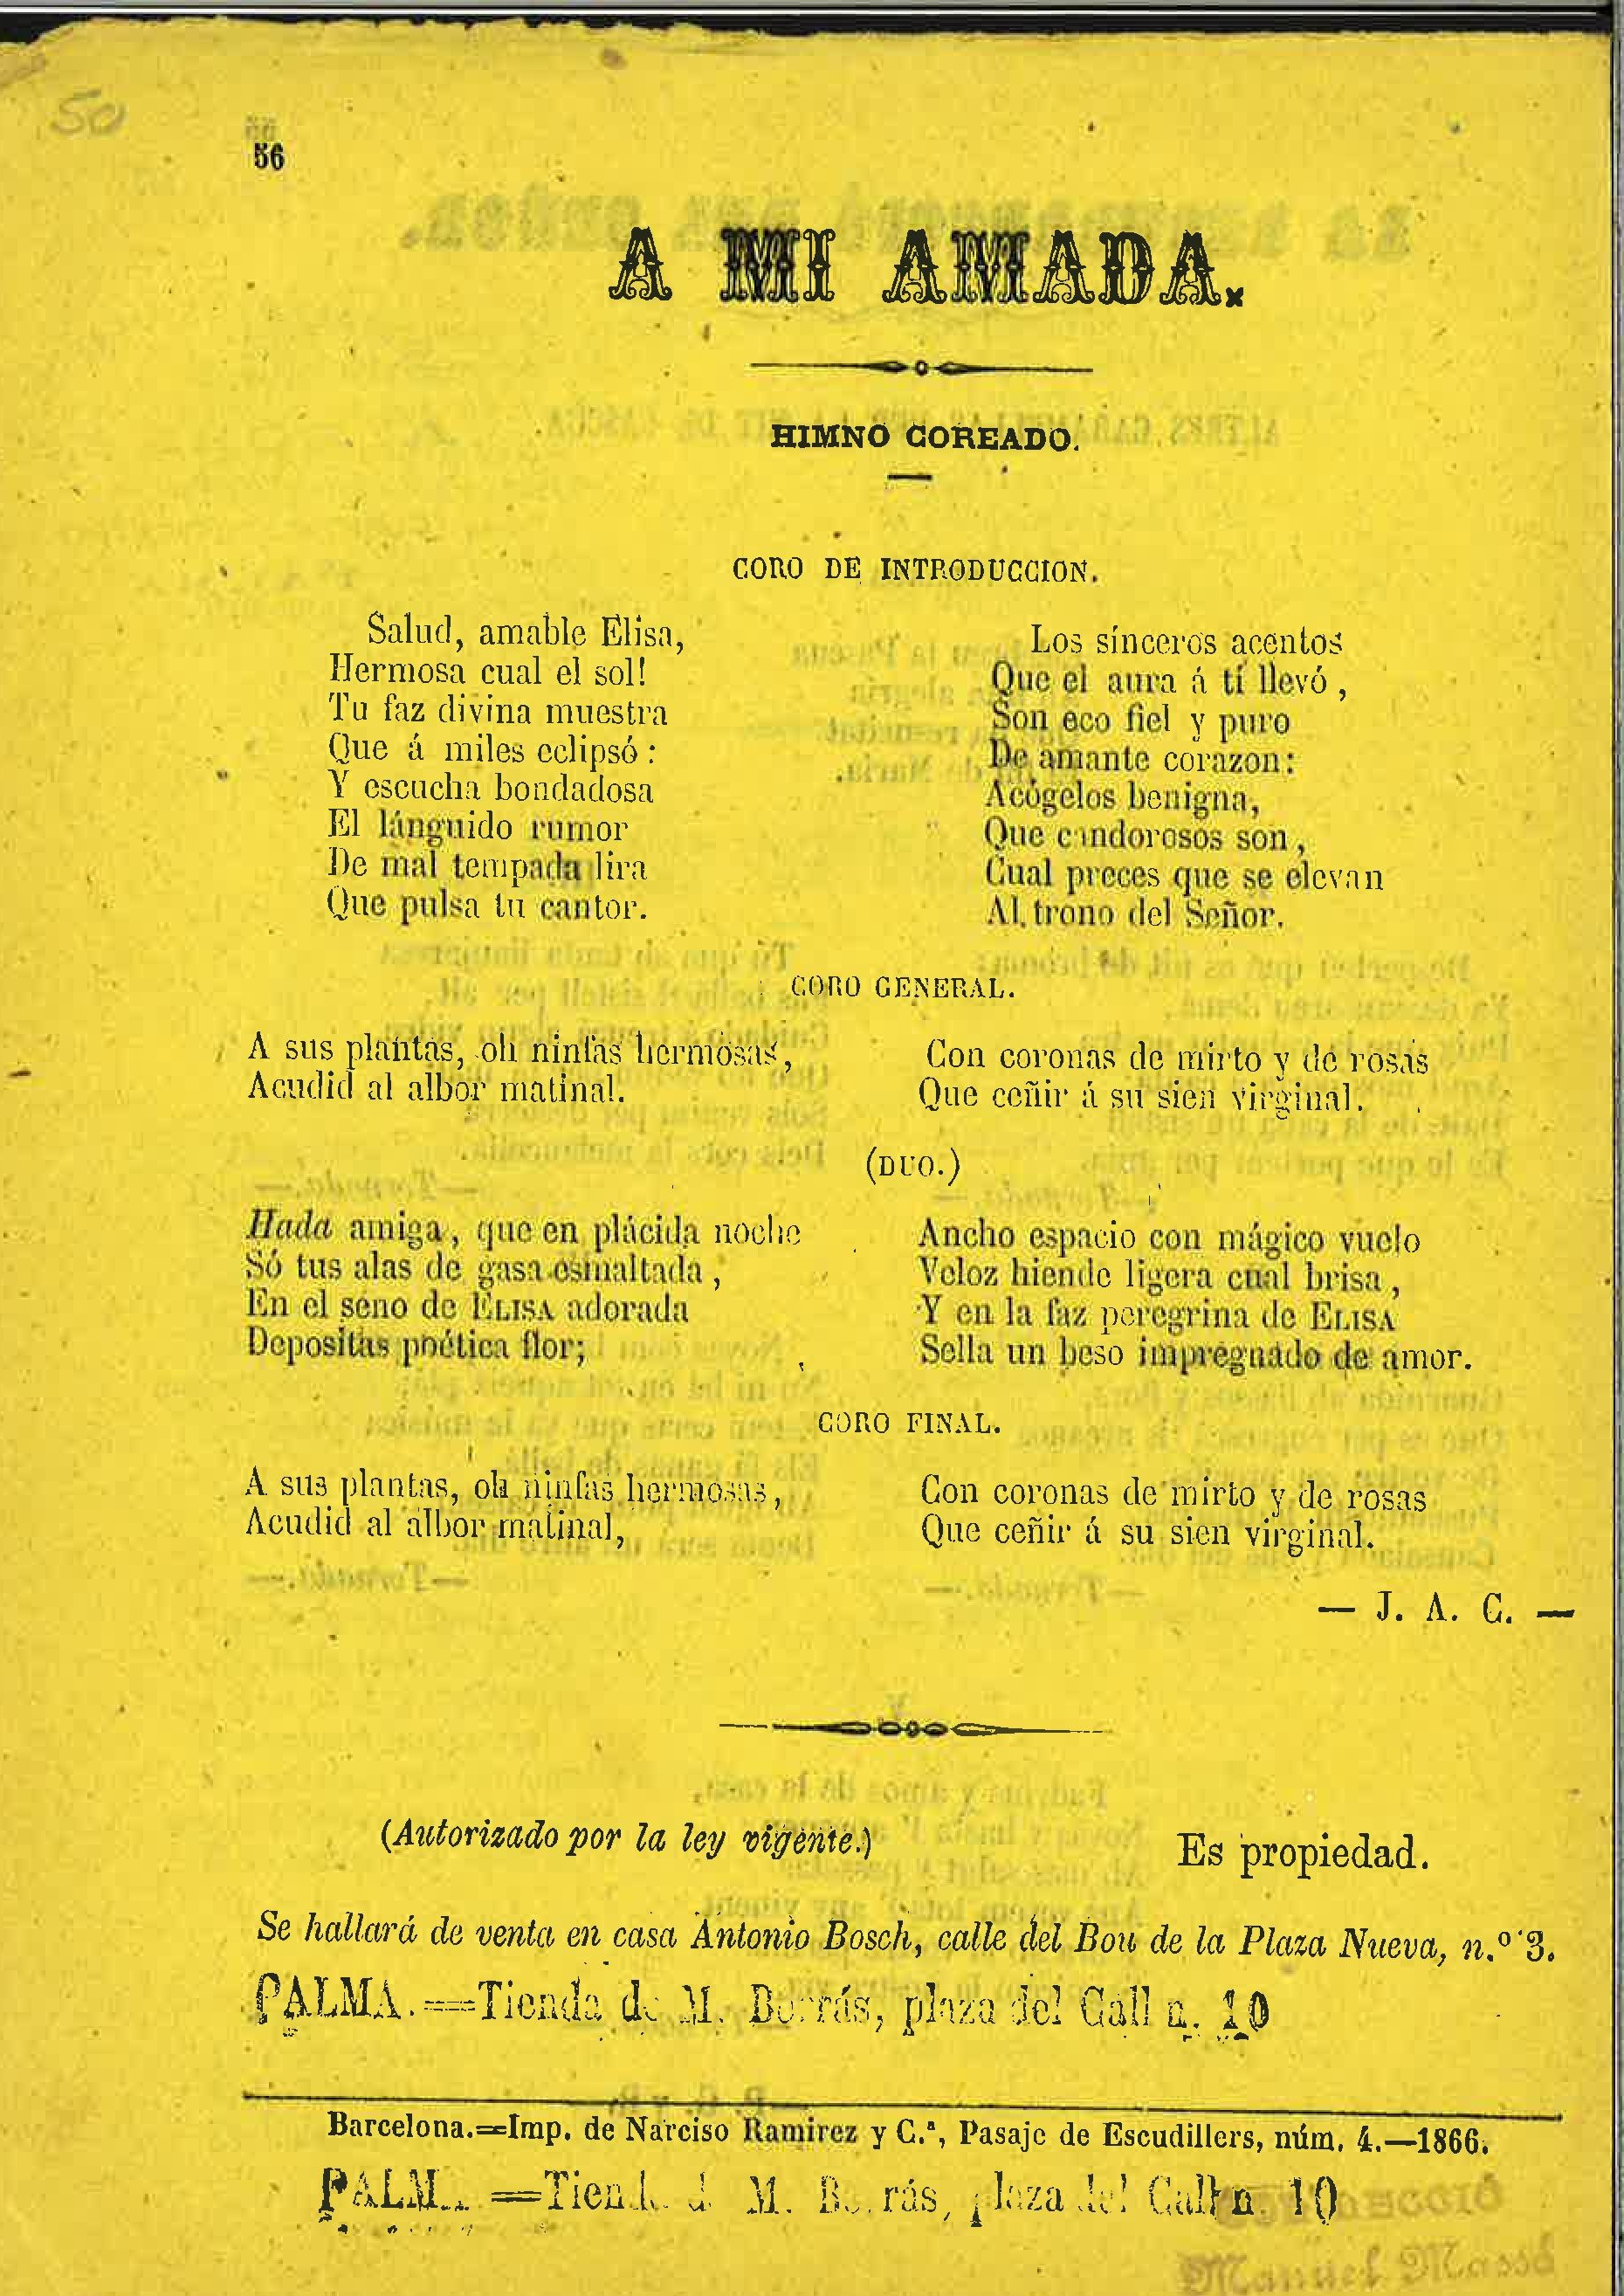 50
56
A MI AMADA.
HIMNO COREADO.
CORO DE INTRODUCCION.
Salud, amable Elisa,
Hermosa cual el sol!
Tu faz divina muestra
Que á miles eclipsó:
Y escucha bondadosa
El lánguido rumor
De mal tempada lira
Que pulsa tu cantor.
Los sínceros acentos
Que el aura á tí llevó,
Son eco fiel y puro
De amante corazon:
Acógelos benigna,
Que candorosos son,
Cual preces que se elevan
Al trono del Señor.
CORO GENERAL.
A sus plantas, oh ninfas hermosas,
Acudid al albor matinal.
Con coronas de mirto y de rosas
Que ceñir á su sien virginal.
(DUO.)
Hada amiga, que en plácida noche
Só tus alas de gasa esmaltada,
En el seno de ELISA adorada
Depositas poética flor;
Ancho espacio con mágico vuelo
Veloz hiende ligera cual brisa,
Y en la faz peregrina de ELISA
Sella un beso impregnado de amor.
CORO FINAL.
A sus plantas, oh ninfas hermosas,
Acudid al albor matinal,
Con coronas de mirto y de rosas
Que ceñir á su sien virginal.
— J. A. C. —
(Autorizado por la ley vigente.)
Es propiedad.
Se hallará de venta en casa Antonio Bosch, calle del Bou de la Plaza Nueva, n.º 3.
PALMA.==Tienda de M. Borrás, plaza del Call n. 10
Barcelona.=Imp. de Narciso Ramirez y C.ª, Pasaje de Escudillers, núm. 4.—1866.
PALMA. ==Tienda de M. Borrás, plaza del Call n. 10
Manuel Massó